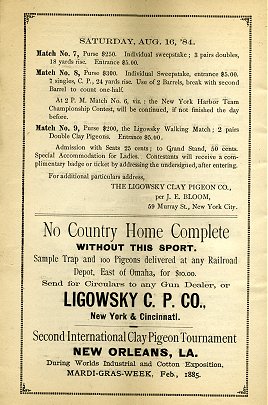 SATURDAY, AUG. 16, '84.
Match No. 7, Purse $250. Individual sweepstake; 3 pairs doubles,
18 yards rise. Entrance $5.00.
Match No. 8, Purse $300. Individual Sweepstake, entrance $5.00.
7 singles, C. P., 24 yards rise. Use of 2 Barrels, break with second
Barrel to count one-half.
At 2 P. M. Match No. 6, viz.: the New York Harbor Team
Championship Contest, will be continued, if not finished the day
before.
Match No. 9, Purse $200, the Ligowsky Walking Match; 2 pairs
Double Clay Pigeons. Entrance $5.00.
Admission with Seats 25 cents; to Grand Stand, 50 cents.
Special Accommodation for Ladies. Contestants will receive a com-
plimentary badge or ticket by addressing the undersigned, after entering.
For additional particulars address,
THE LIGOWSKY CLAY PIGEON CO.,
per J. E. BLOOM,
59 Murray St., New York City.
No Country Home Complete
WITHOUT THIS SPORT.
Sample Trap and 100 Pigeons delivered at any Railroad
Depot, East of Omaha, for $10.00.
Send for Circulars to any Gun Dealer, or
LIGOWSKY C. P. CO.,
New York & Cincinnati.
Second International Clay Pigeon Tournament
NEW ORLEANS, LA.
During Worlds Industrial and Cotton Exposition,
MARDI-GRAS-WEEK, Feb., 1885.